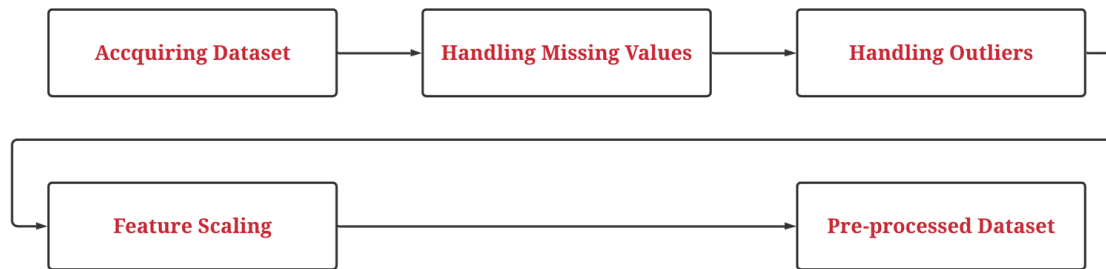 Accquiring Dataset
Handling Missing Values
Handling Outliers
Feature Scaling
Pre-processed Dataset